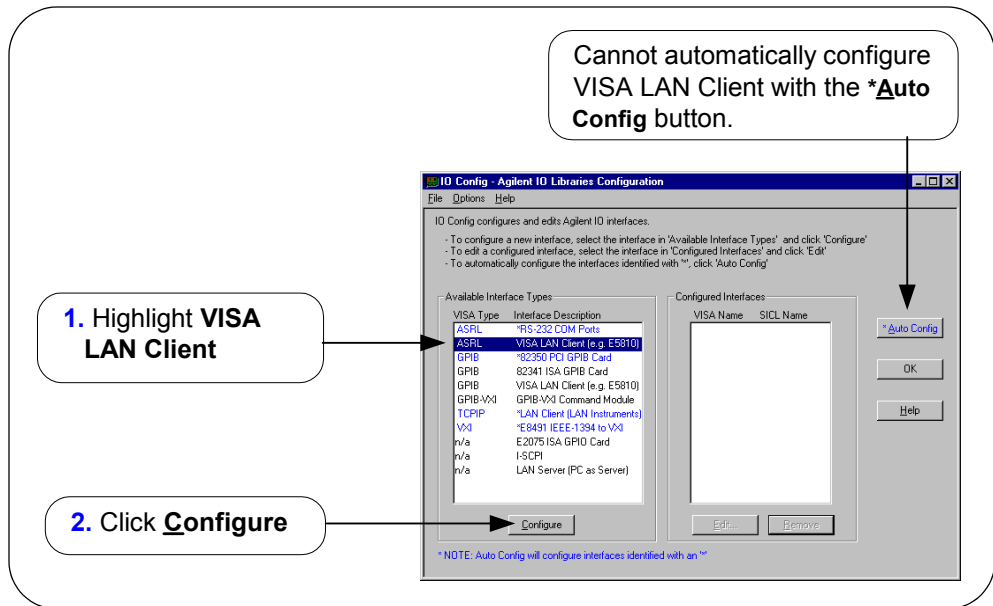 Cannot automatically configure
VISA LAN Client with the *Auto
Config button.
IO Config - Agilent IO Libraries Configuration
File Options Help
IO Config configures and edits Agilent IO interfaces.
- To configure a new interface, select the interface in 'Available Interface Types' and click 'Configure'
- To edit a configured interface, select the interface in 'Configured Interfaces' and click 'Edit'
- To automatically configure the interfaces identified with '*', click 'Auto Config'
1. Highlight VISA
LAN Client
Available Interface Types
VISA Type Interface Description
ASRL *RS-232 COM Ports
ASRL VISA LAN Client (e.g. E5810)
GPIB *82350 PCI GPIB Card
GPIB 82341 ISA GPIB Card
GPIB VISA LAN Client (e.g. E5810)
GPIB-VXI GPIB-VXI Command Module
TCPIP *LAN Client (LAN Instruments)
VXI *E8491 IEEE-1394 to VXI
n/a E2075 ISA GPIO Card
n/a I-SCPI
n/a LAN Server (PC as Server)
Configured Interfaces
VISA Name SICL Name
* Auto Config
OK
Help
2. Click Configure
Configure
Edit...
Remove
* NOTE: Auto Config will configure interfaces identified with an '*'